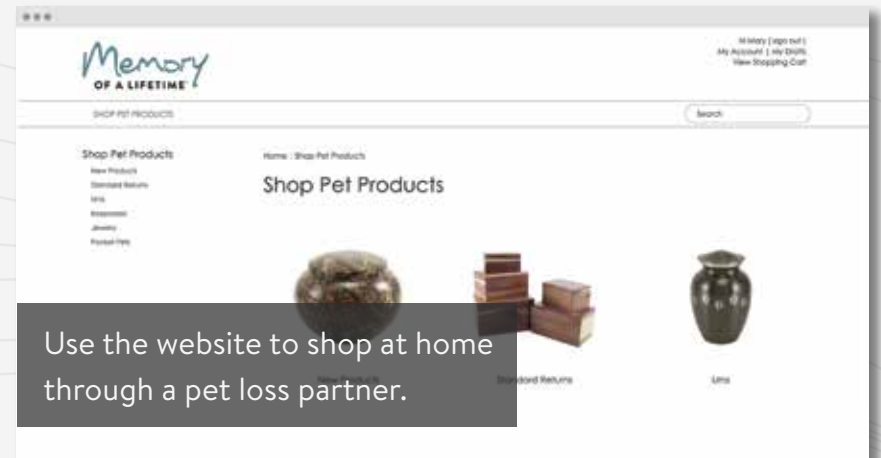 Memory
OF A LIFETIME
Hi Mary [ sign out ]
My Account | My Drafts
View Shopping Cart
SHOP PET PRODUCTS
Search
Shop Pet Products
New Products
Standard Returns
Urns
Keepsakes
Jewelry
Pocket Pets
Home : Shop Pet Products
Shop Pet Products
New Products
Standard Returns
Urns
Use the website to shop at home
through a pet loss partner.